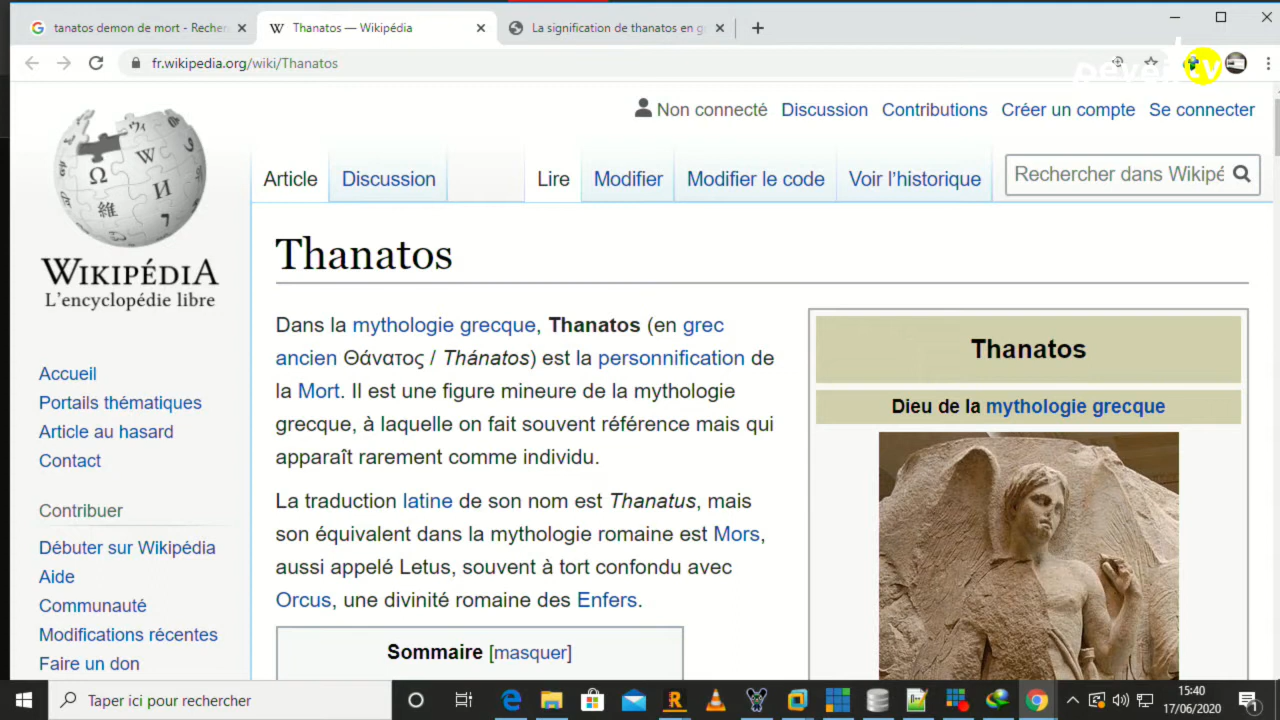 tanatos demon de mort - Recher
Thanatos — Wikipédia
La signification de thanatos en g
fr.wikipedia.org/wiki/Thanatos
tv
Non connecté Discussion Contributions Créer un compte Se connecter
Article Discussion Lire Modifier Modifier le code Voir l’historique
Rechercher dans Wikipé
WIKIPÉDIA
L'encyclopédie libre
Accueil
Portails thématiques
Article au hasard
Contact
Contribuer
Débuter sur Wikipédia
Aide
Communauté
Modifications récentes
Faire un don
Thanatos
Dans la mythologie grecque, Thanatos (en grec
ancien Θάνατος / Thánatos) est la personnification de
la Mort. Il est une figure mineure de la mythologie
grecque, à laquelle on fait souvent référence mais qui
apparaît rarement comme individu.
La traduction latine de son nom est Thanatus, mais
son équivalent dans la mythologie romaine est Mors,
aussi appelé Letus, souvent à tort confondu avec
Orcus, une divinité romaine des Enfers.
Sommaire [masquer]
Thanatos
Dieu de la mythologie grecque
Taper ici pour rechercher
15:40
17/06/2020